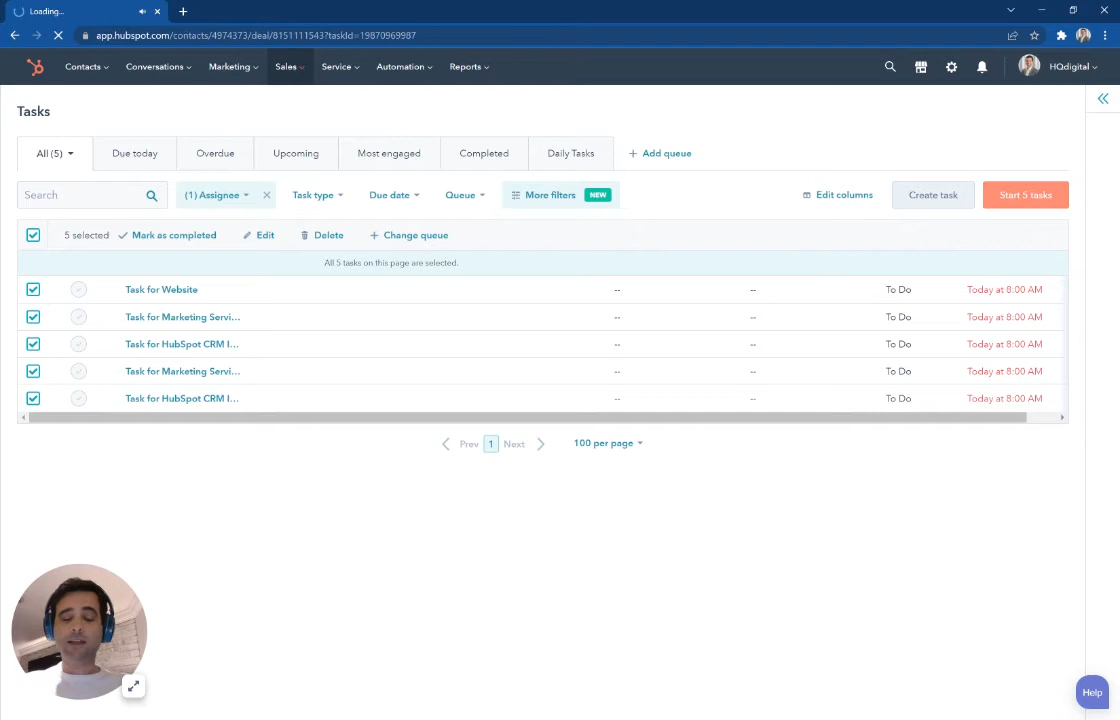 Loading...
app.hubspot.com/contacts/4974373/deal/8151111543?taskId=19870969987
Contacts Conversations Marketing Sales Service Automation Reports HQdigital
Tasks
All (5) Due today Overdue Upcoming Most engaged Completed Daily Tasks + Add queue
Search (1) Assignee Task type Due date Queue More filters NEW Edit columns Create task Start 5 tasks
5 selected Mark as completed Edit Delete + Change queue
All 5 tasks on this page are selected.
Task for Website -- -- To Do Today at 8:00 AM
Task for Marketing Servi... -- -- To Do Today at 8:00 AM
Task for HubSpot CRM I... -- -- To Do Today at 8:00 AM
Task for Marketing Servi... -- -- To Do Today at 8:00 AM
Task for HubSpot CRM I... -- -- To Do Today at 8:00 AM
Prev 1 Next 100 per page
Help